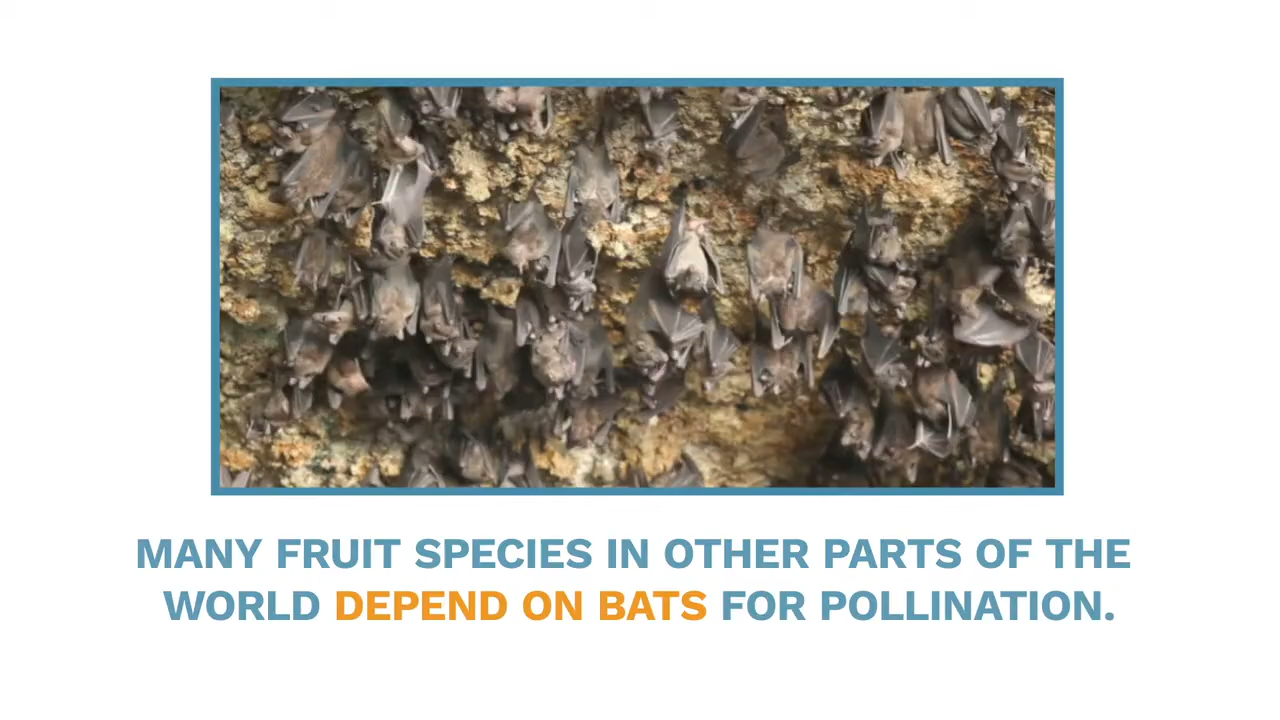 MANY FRUIT SPECIES IN OTHER PARTS OF THE
WORLD DEPEND ON BATS FOR POLLINATION.